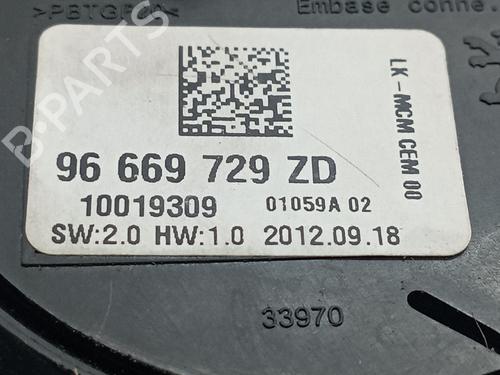 >PBTGF
Embase conne.
LK-MCM CEM 00
96 669 729 ZD
10019309 01059A 02
SW:2.0 HW:1.0 2012.09.18
33970
B-PARTS